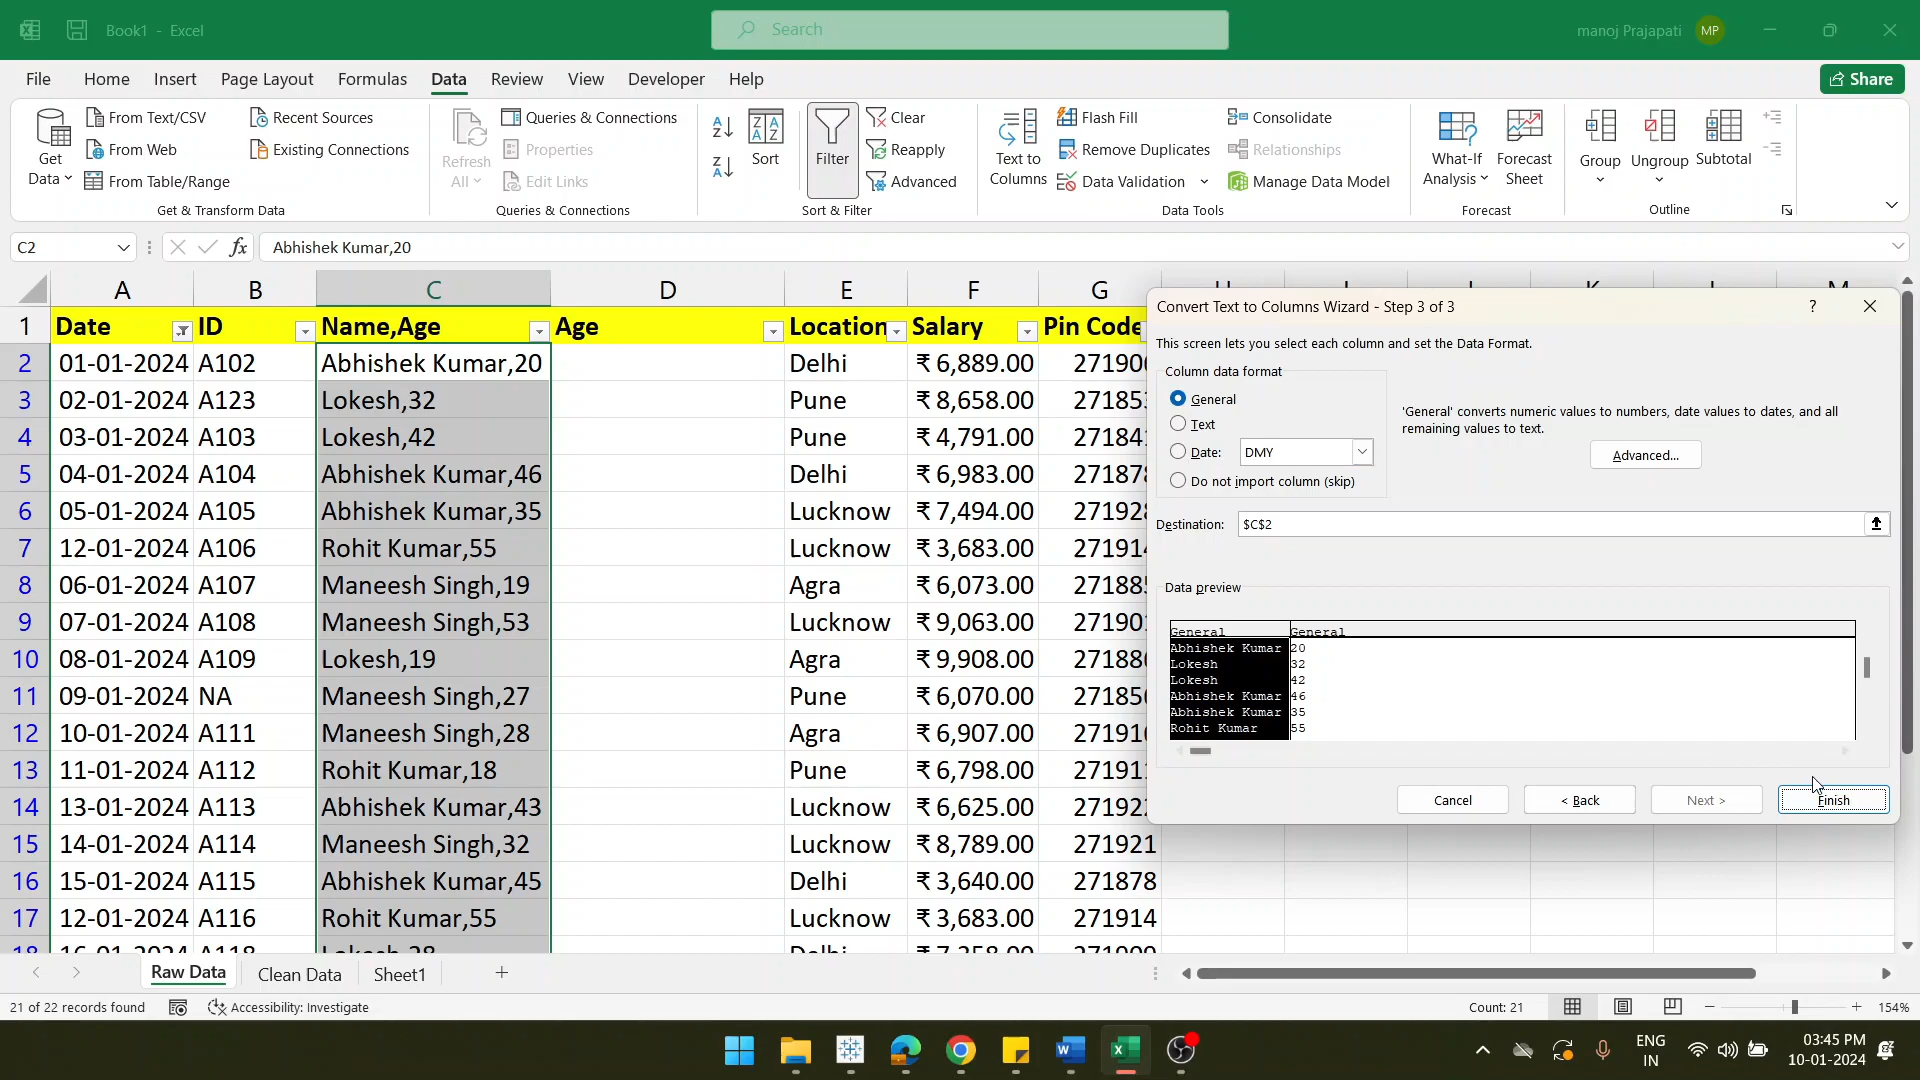 Book1 - Excel
Search
manoj Prajapati MP
File Home Insert Page Layout Formulas Data Review View Developer Help
Share
Get Data
From Text/CSV
From Web
From Table/Range
Recent Sources
Existing Connections
Get & Transform Data
Refresh All
Queries & Connections
Properties
Edit Links
Queries & Connections
Sort
Filter
Clear
Reapply
Advanced
Sort & Filter
Text to Columns
Flash Fill
Remove Duplicates
Data Validation
Consolidate
Relationships
Manage Data Model
Data Tools
What-If Analysis
Forecast Sheet
Forecast
Group
Ungroup
Subtotal
Outline
C2 fx Abhishek Kumar,20
A B C D E F G
1 Date ID Name,Age Age Location Salary Pin Code
2 01-01-2024 A102 Abhishek Kumar,20 Delhi ₹ 6,889.00
3 02-01-2024 A123 Lokesh,32 Pune ₹ 8,658.00
4 03-01-2024 A103 Lokesh,42 Pune ₹ 4,791.00
5 04-01-2024 A104 Abhishek Kumar,46 Delhi ₹ 6,983.00
6 05-01-2024 A105 Abhishek Kumar,35 Lucknow ₹ 7,494.00
7 12-01-2024 A106 Rohit Kumar,55 Lucknow ₹ 3,683.00
8 06-01-2024 A107 Maneesh Singh,19 Agra ₹ 6,073.00
9 07-01-2024 A108 Maneesh Singh,53 Lucknow ₹ 9,063.00
10 08-01-2024 A109 Lokesh,19 Agra ₹ 9,908.00
11 09-01-2024 NA Maneesh Singh,27 Pune ₹ 6,070.00
12 10-01-2024 A111 Maneesh Singh,28 Agra ₹ 6,907.00
13 11-01-2024 A112 Rohit Kumar,18 Pune ₹ 6,798.00
14 13-01-2024 A113 Abhishek Kumar,43 Lucknow ₹ 6,625.00
15 14-01-2024 A114 Maneesh Singh,32 Lucknow ₹ 8,789.00 271921
16 15-01-2024 A115 Abhishek Kumar,45 Delhi ₹ 3,640.00 271878
17 12-01-2024 A116 Rohit Kumar,55 Lucknow ₹ 3,683.00 271914
Convert Text to Columns Wizard - Step 3 of 3 ?
This screen lets you select each column and set the Data Format.
Column data format
General
Text
Date: DMY
Do not import column (skip)
'General' converts numeric values to numbers, date values to dates, and all
remaining values to text.
Advanced...
Destination: $C$2
Data preview
General General
Abhishek Kumar 20
Lokesh 32
Lokesh 42
Abhishek Kumar 46
Abhishek Kumar 35
Rohit Kumar 55
Cancel < Back Next > Finish
Raw Data Clean Data Sheet1
21 of 22 records found Accessibility: Investigate Count: 21 154%
ENG IN
03:45 PM
10-01-2024